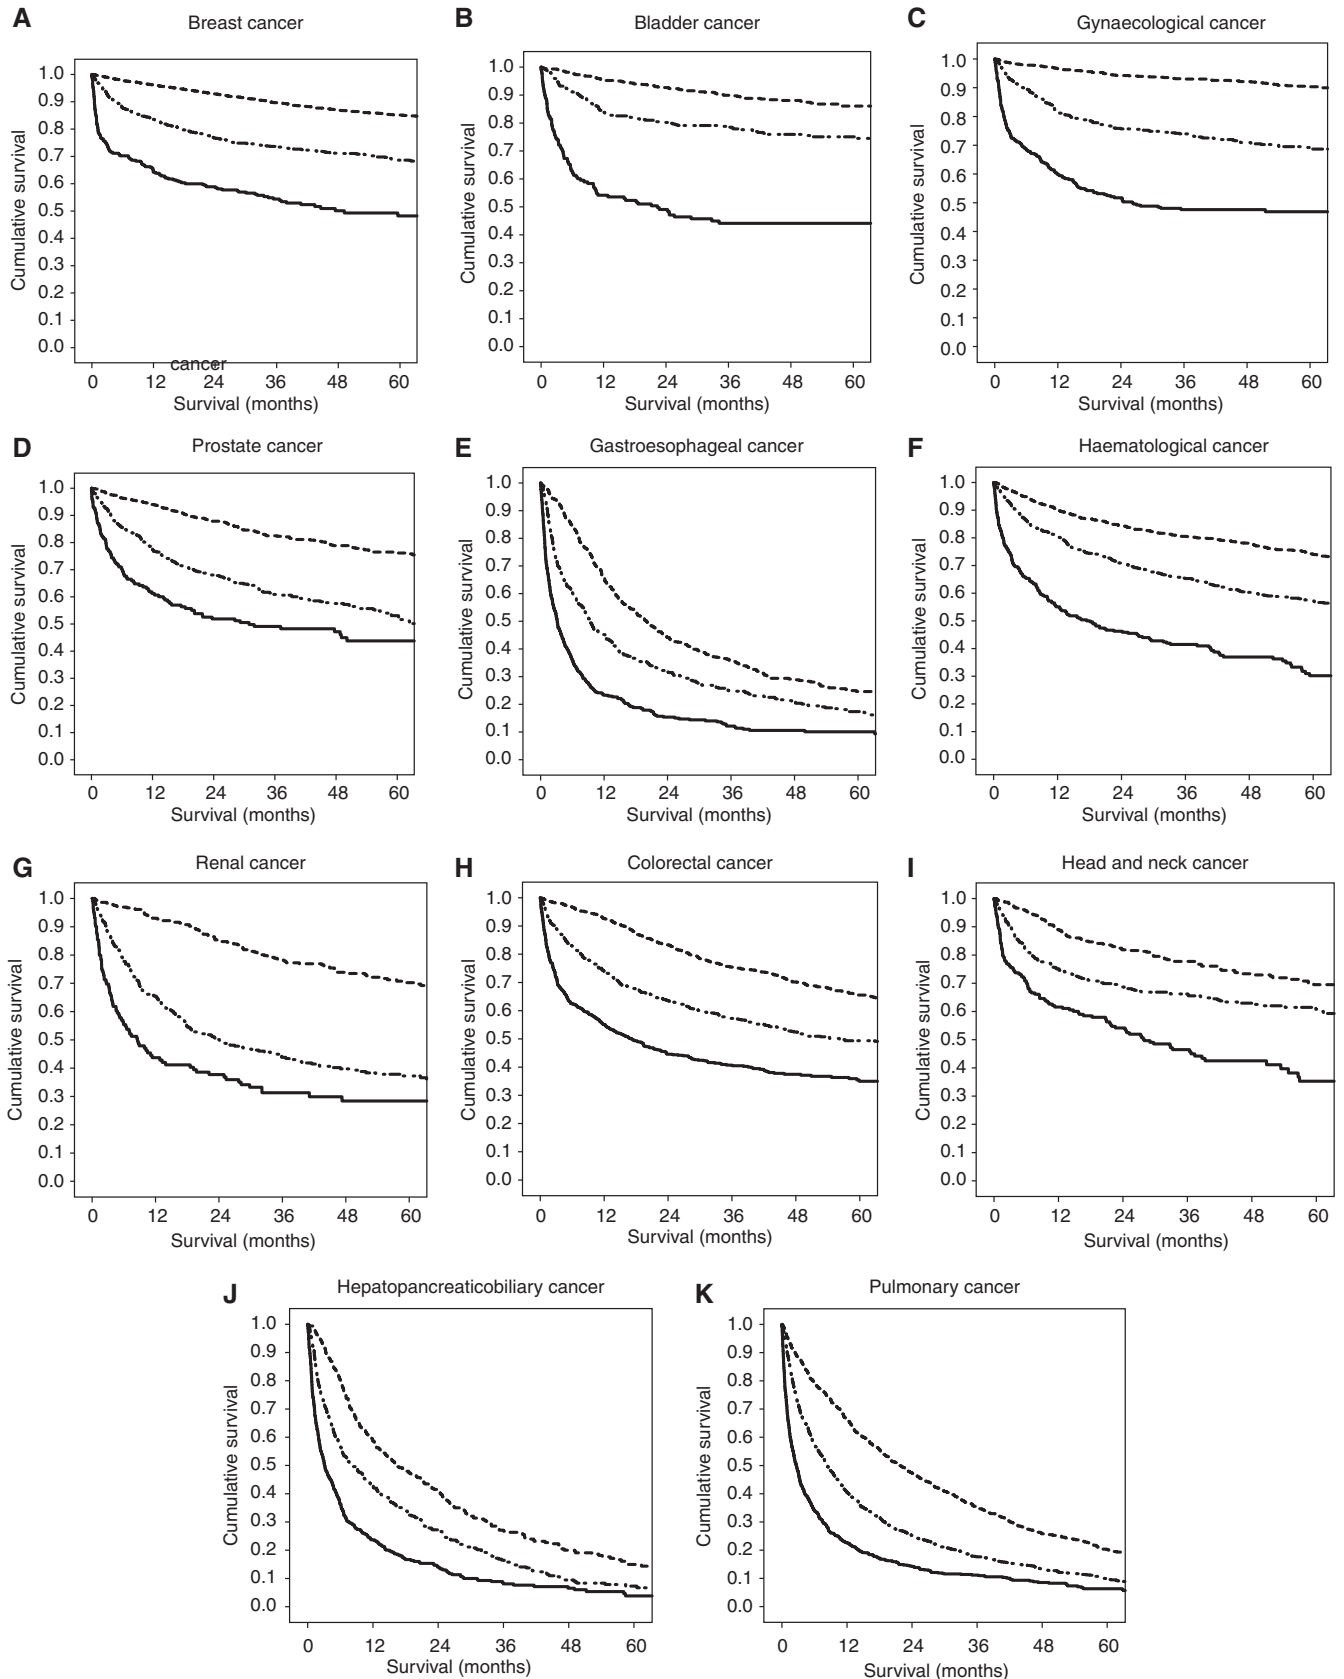 A Breast cancer
Cumulative survival
1.0
0.9
0.8
0.7
0.6
0.5
0.4
0.3
0.2
0.1
0.0
cancer
0 12 24 36 48 60
Survival (months)
B Bladder cancer
Cumulative survival
1.0
0.9
0.8
0.7
0.6
0.5
0.4
0.3
0.2
0.1
0.0
0 12 24 36 48 60
Survival (months)
C Gynaecological cancer
Cumulative survival
1.0
0.9
0.8
0.7
0.6
0.5
0.4
0.3
0.2
0.1
0.0
0 12 24 36 48 60
Survival (months)
D Prostate cancer
Cumulative survival
1.0
0.9
0.8
0.7
0.6
0.5
0.4
0.3
0.2
0.1
0.0
0 12 24 36 48 60
Survival (months)
E Gastroesophageal cancer
Cumulative survival
1.0
0.9
0.8
0.7
0.6
0.5
0.4
0.3
0.2
0.1
0.0
0 12 24 36 48 60
Survival (months)
F Haematological cancer
Cumulative survival
1.0
0.9
0.8
0.7
0.6
0.5
0.4
0.3
0.2
0.1
0.0
0 12 24 36 48 60
Survival (months)
G Renal cancer
Cumulative survival
1.0
0.9
0.8
0.7
0.6
0.5
0.4
0.3
0.2
0.1
0.0
0 12 24 36 48 60
Survival (months)
H Colorectal cancer
Cumulative survival
1.0
0.9
0.8
0.7
0.6
0.5
0.4
0.3
0.2
0.1
0.0
0 12 24 36 48 60
Survival (months)
I Head and neck cancer
Cumulative survival
1.0
0.9
0.8
0.7
0.6
0.5
0.4
0.3
0.2
0.1
0.0
0 12 24 36 48 60
Survival (months)
J Hepatopancreaticobiliary cancer
Cumulative survival
1.0
0.9
0.8
0.7
0.6
0.5
0.4
0.3
0.2
0.1
0.0
0 12 24 36 48 60
Survival (months)
K Pulmonary cancer
Cumulative survival
1.0
0.9
0.8
0.7
0.6
0.5
0.4
0.3
0.2
0.1
0.0
0 12 24 36 48 60
Survival (months)